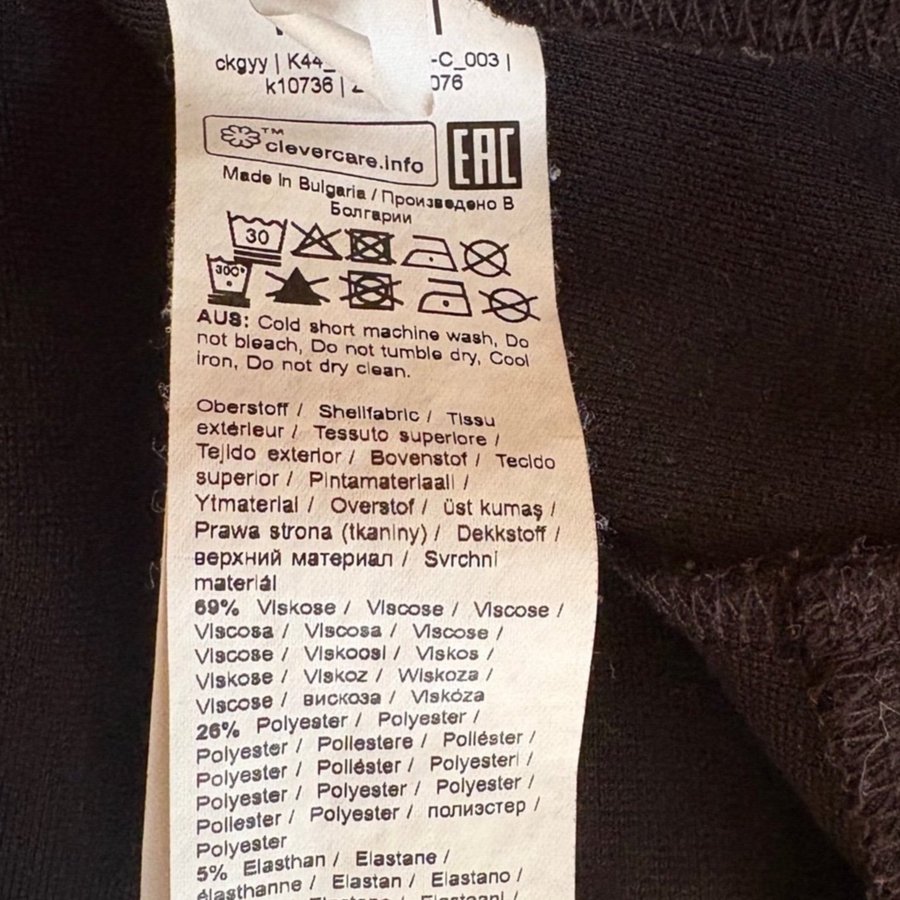 ckgyy | K44_ -C_003 |
k10736 | 076
™
clevercare.info
EAC
Made In Bulgaria / Произведено В
Болгарии
30
300°
AUS: Cold short machine wash, Do
not bleach, Do not tumble dry, Cool
iron, Do not dry clean.
Oberstoff / Shellfabric / Tissu
extérieur / Tessuto superiore /
Tejido exterior / Bovenstof / Tecido
superior / Pintamateriaali /
Ytmaterial / Overstof / üst kumaş /
Prawa strona (tkaniny) / Dekkstoff /
верхний материал / Svrchni
materiál
69% Viskose / Viscose / Viscose /
Viscosa / Viscosa / Viscose /
Viscose / Viskoosi / Viskos /
Viskose / Viskoz / Wiskoza /
Viscose / вискоза / Viskóza
26% Polyester / Polyester /
Polyester / Poliestere / Poliéster /
Polyester / Poliéster / Polyesteri /
Polyester / Polyester / Polyester /
Poliester / Polyester / полиэстер /
Polyester
5% Elasthan / Elastane /
élasthanne / Elastan / Elastano /